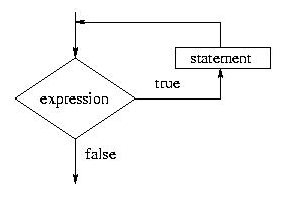 statement
true
expression
false